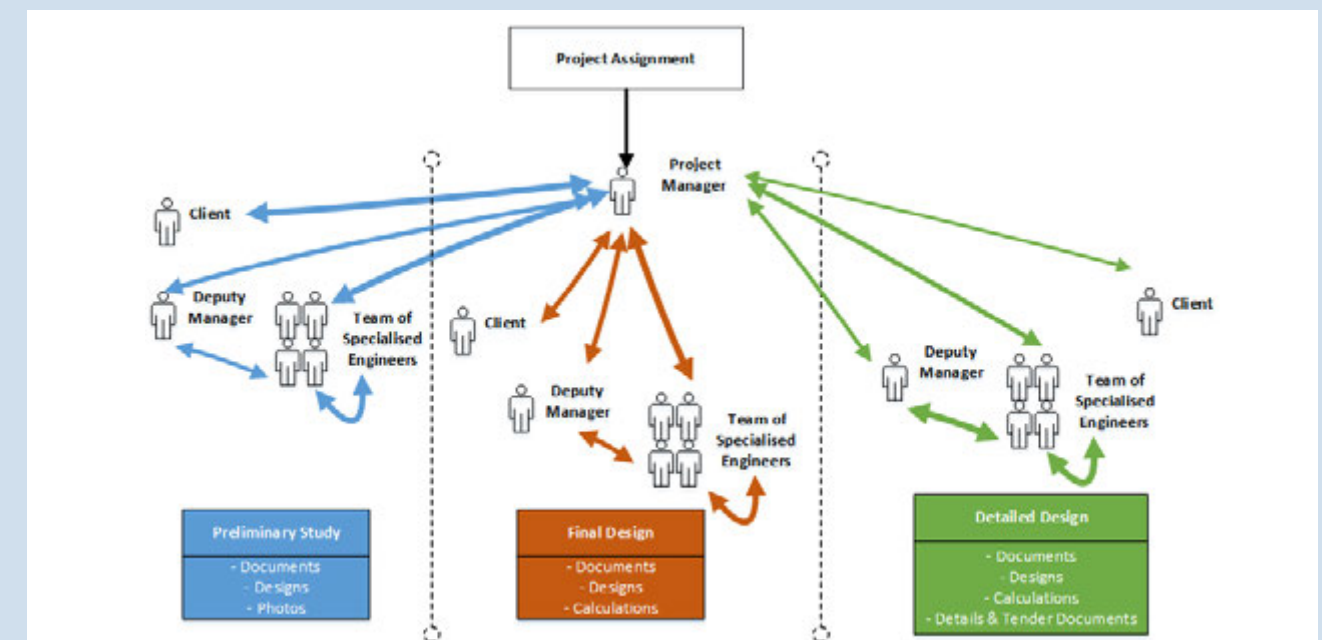 Project Assignment
Project
Manager
Client
Deputy
Manager
Team of
Specialised
Engineers
Preliminary Study
- Documents
- Designs
- Photos
Client
Deputy
Manager
Team of
Specialised
Engineers
Final Design
- Documents
- Designs
- Calculations
Client
Deputy
Manager
Team of
Specialised
Engineers
Detailed Design
- Documents
- Designs
- Calculations
- Details & Tender Documents